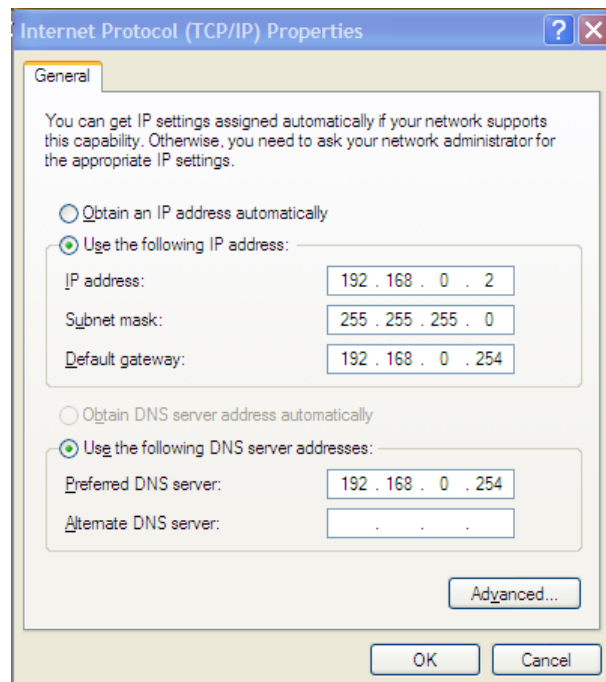 Internet Protocol (TCP/IP) Properties
General
You can get IP settings assigned automatically if your network supports
this capability. Otherwise, you need to ask your network administrator for
the appropriate IP settings.
Obtain an IP address automatically
Use the following IP address:
IP address: 192 . 168 . 0 . 2
Subnet mask: 255 . 255 . 255 . 0
Default gateway: 192 . 168 . 0 . 254
Obtain DNS server address automatically
Use the following DNS server addresses:
Preferred DNS server: 192 . 168 . 0 . 254
Alternate DNS server: . . .
Advanced...
OK Cancel